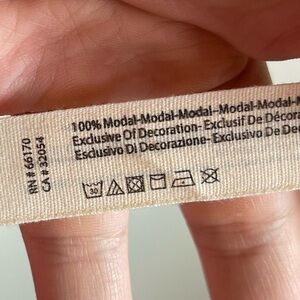 RN # 66170
CA # 32054
100% Modal-Modal-Modal-Modal-Modal-
Exclusive Of Decoration- Exclusif De Décora
Esclusivo Di Decorazione- Exclusivo De De
30